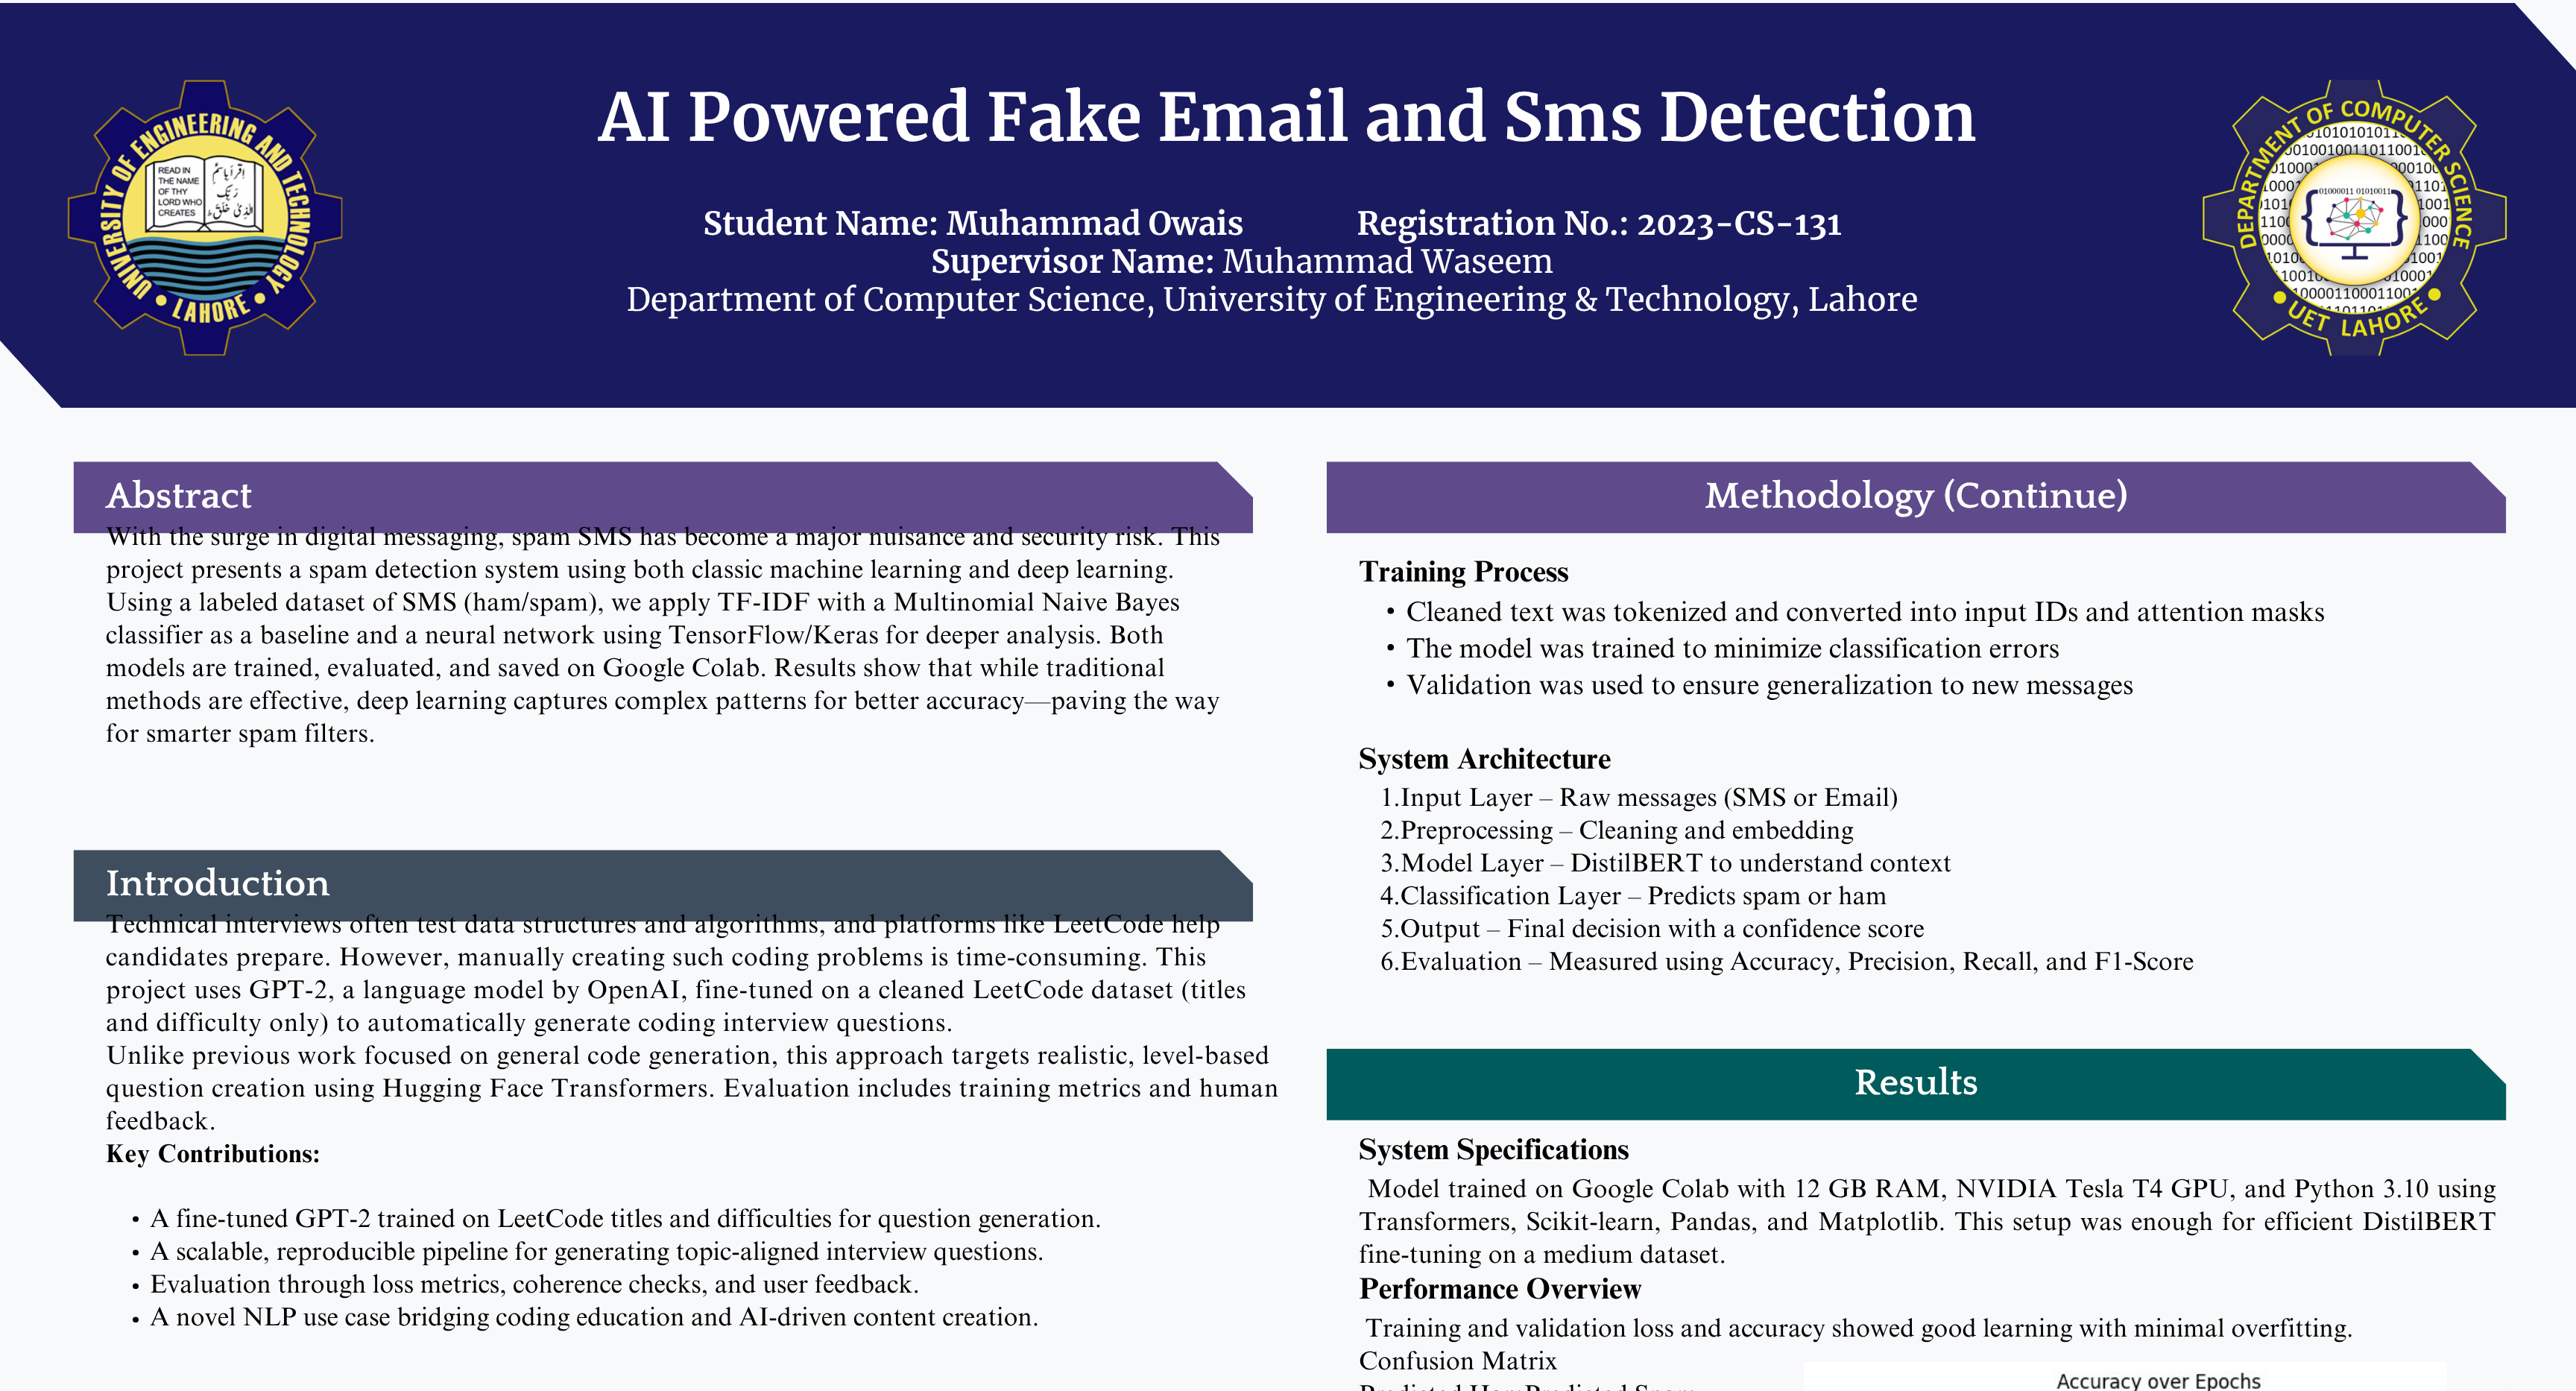 AI Powered Fake Email and Sms Detection
UNIVERSITY OF ENGINEERING AND TECHNOLOGY
• LAHORE •
READ IN
THE NAME
OF THY
LORD WHO
CREATES
Student Name: Muhammad Owais Registration No.: 2023-CS-131
Supervisor Name: Muhammad Waseem
Department of Computer Science, University of Engineering & Technology, Lahore
DEPARTMENT OF COMPUTER SCIENCE
• UET LAHORE •
01000011 01010011
Abstract
With the surge in digital messaging, spam SMS has become a major nuisance and security risk. This
project presents a spam detection system using both classic machine learning and deep learning.
Using a labeled dataset of SMS (ham/spam), we apply TF-IDF with a Multinomial Naive Bayes
classifier as a baseline and a neural network using TensorFlow/Keras for deeper analysis. Both
models are trained, evaluated, and saved on Google Colab. Results show that while traditional
methods are effective, deep learning captures complex patterns for better accuracy—paving the way
for smarter spam filters.
Introduction
Technical interviews often test data structures and algorithms, and platforms like LeetCode help
candidates prepare. However, manually creating such coding problems is time-consuming. This
project uses GPT-2, a language model by OpenAI, fine-tuned on a cleaned LeetCode dataset (titles
and difficulty only) to automatically generate coding interview questions.
Unlike previous work focused on general code generation, this approach targets realistic, level-based
question creation using Hugging Face Transformers. Evaluation includes training metrics and human
feedback.
Key Contributions:
• A fine-tuned GPT-2 trained on LeetCode titles and difficulties for question generation.
• A scalable, reproducible pipeline for generating topic-aligned interview questions.
• Evaluation through loss metrics, coherence checks, and user feedback.
• A novel NLP use case bridging coding education and AI-driven content creation.
Methodology (Continue)
Training Process
• Cleaned text was tokenized and converted into input IDs and attention masks
• The model was trained to minimize classification errors
• Validation was used to ensure generalization to new messages
System Architecture
1.Input Layer – Raw messages (SMS or Email)
2.Preprocessing – Cleaning and embedding
3.Model Layer – DistilBERT to understand context
4.Classification Layer – Predicts spam or ham
5.Output – Final decision with a confidence score
6.Evaluation – Measured using Accuracy, Precision, Recall, and F1-Score
Results
System Specifications
Model trained on Google Colab with 12 GB RAM, NVIDIA Tesla T4 GPU, and Python 3.10 using
Transformers, Scikit-learn, Pandas, and Matplotlib. This setup was enough for efficient DistilBERT
fine-tuning on a medium dataset.
Performance Overview
Training and validation loss and accuracy showed good learning with minimal overfitting.
Confusion Matrix
Accuracy over Epochs